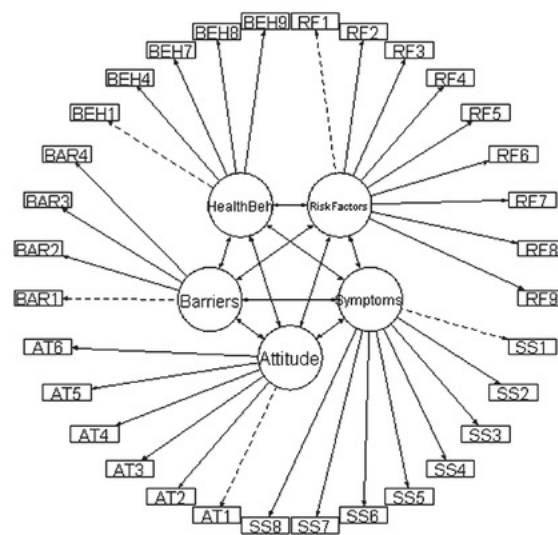 BEH9
RF1
BEH8
RF2
BEH7
RF3
BEH4
RF4
BEH1
RF5
BAR4
RF6
BAR3
HealthBeh
RiskFactors
RF7
BAR2
RF8
BAR1
Barriers
Symptoms
RF9
AT6
Attitude
SS1
AT5
SS2
AT4
SS3
AT3
SS4
AT2
SS5
AT1
SS6
SS8
SS7